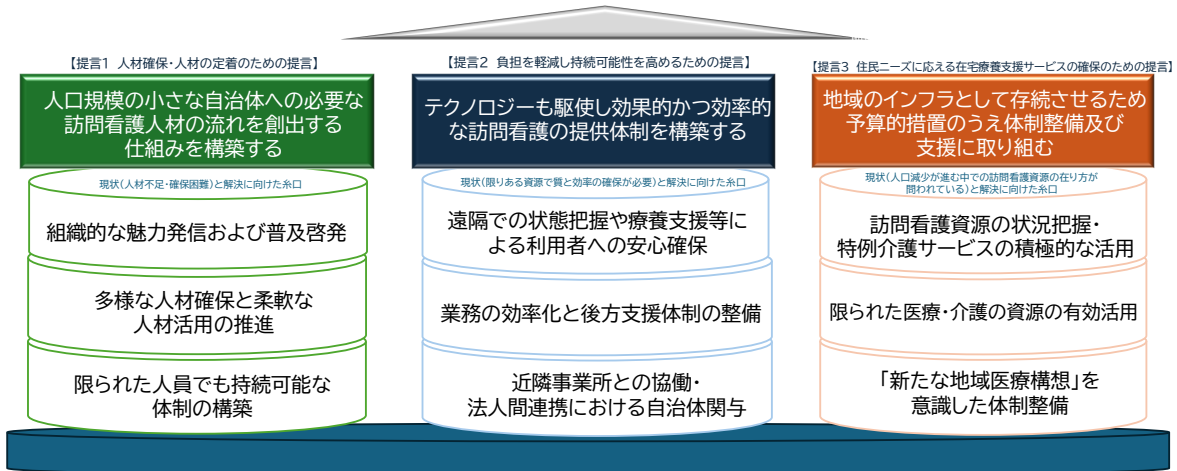 【提言1 人材確保・人材の定着のための提言】
人口規模の小さな自治体への必要な
訪問看護人材の流れを創出する
仕組みを構築する
現状(人材不足・確保困難)と解決に向けた糸口
組織的な魅力発信および普及啓発
多様な人材確保と柔軟な
人材活用の推進
限られた人員でも持続可能な
体制の構築
【提言2 負担を軽減し持続可能性を高めるための提言】
テクノロジーも駆使し効果的かつ効率的
な訪問看護の提供体制を構築する
現状(限りある資源で質と効率の確保が必要)と解決に向けた糸口
遠隔での状態把握や療養支援等に
よる利用者への安心確保
業務の効率化と後方支援体制の整備
近隣事業所との協働・
法人間連携における自治体関与
【提言3 住民ニーズに応える在宅療養支援サービスの確保のための提言】
地域のインフラとして存続させるため
予算的措置のうえ体制整備及び
支援に取り組む
現状(人口減少が進む中での訪問看護資源の在り方が
問われている)と解決に向けた糸口
訪問看護資源の状況把握・
特例介護サービスの積極的な活用
限られた医療・介護の資源の有効活用
「新たな地域医療構想」を
意識した体制整備